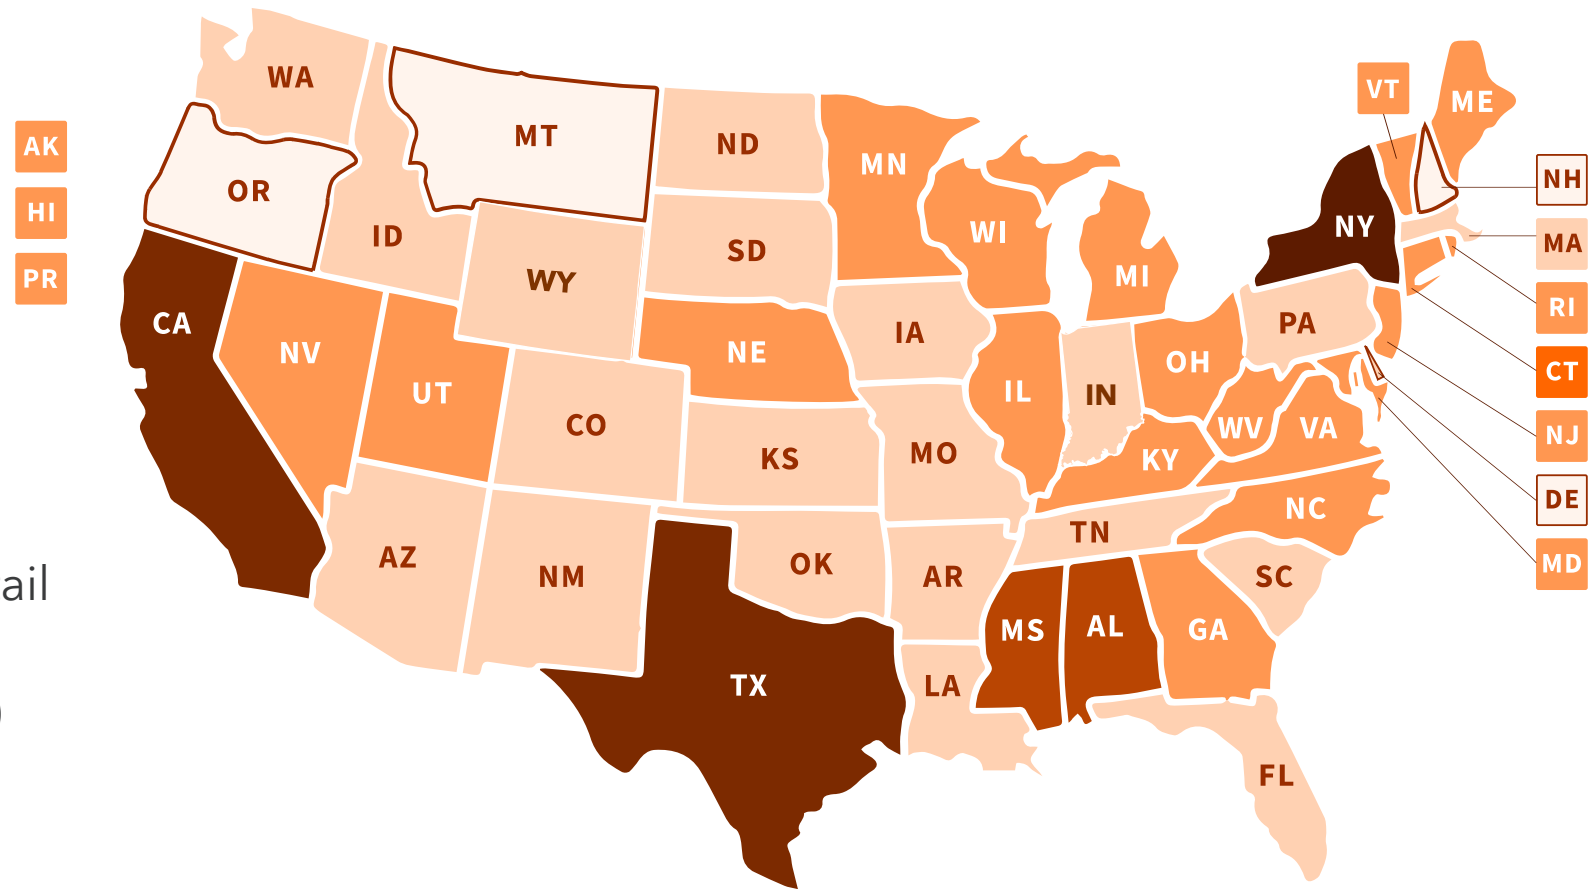 WA
MT
ND
MN
VT
ME
AK
OR
ID
SD
WI
MI
NY
NH
HI
WY
MA
PR
CA
NV
NE
IA
PA
RI
UT
CO
KS
MO
IL
IN
OH
WV
VA
KY
CT
NJ
AZ
NM
OK
AR
TN
NC
SC
DE
MD
ail
TX
LA
MS
AL
GA
FL
)